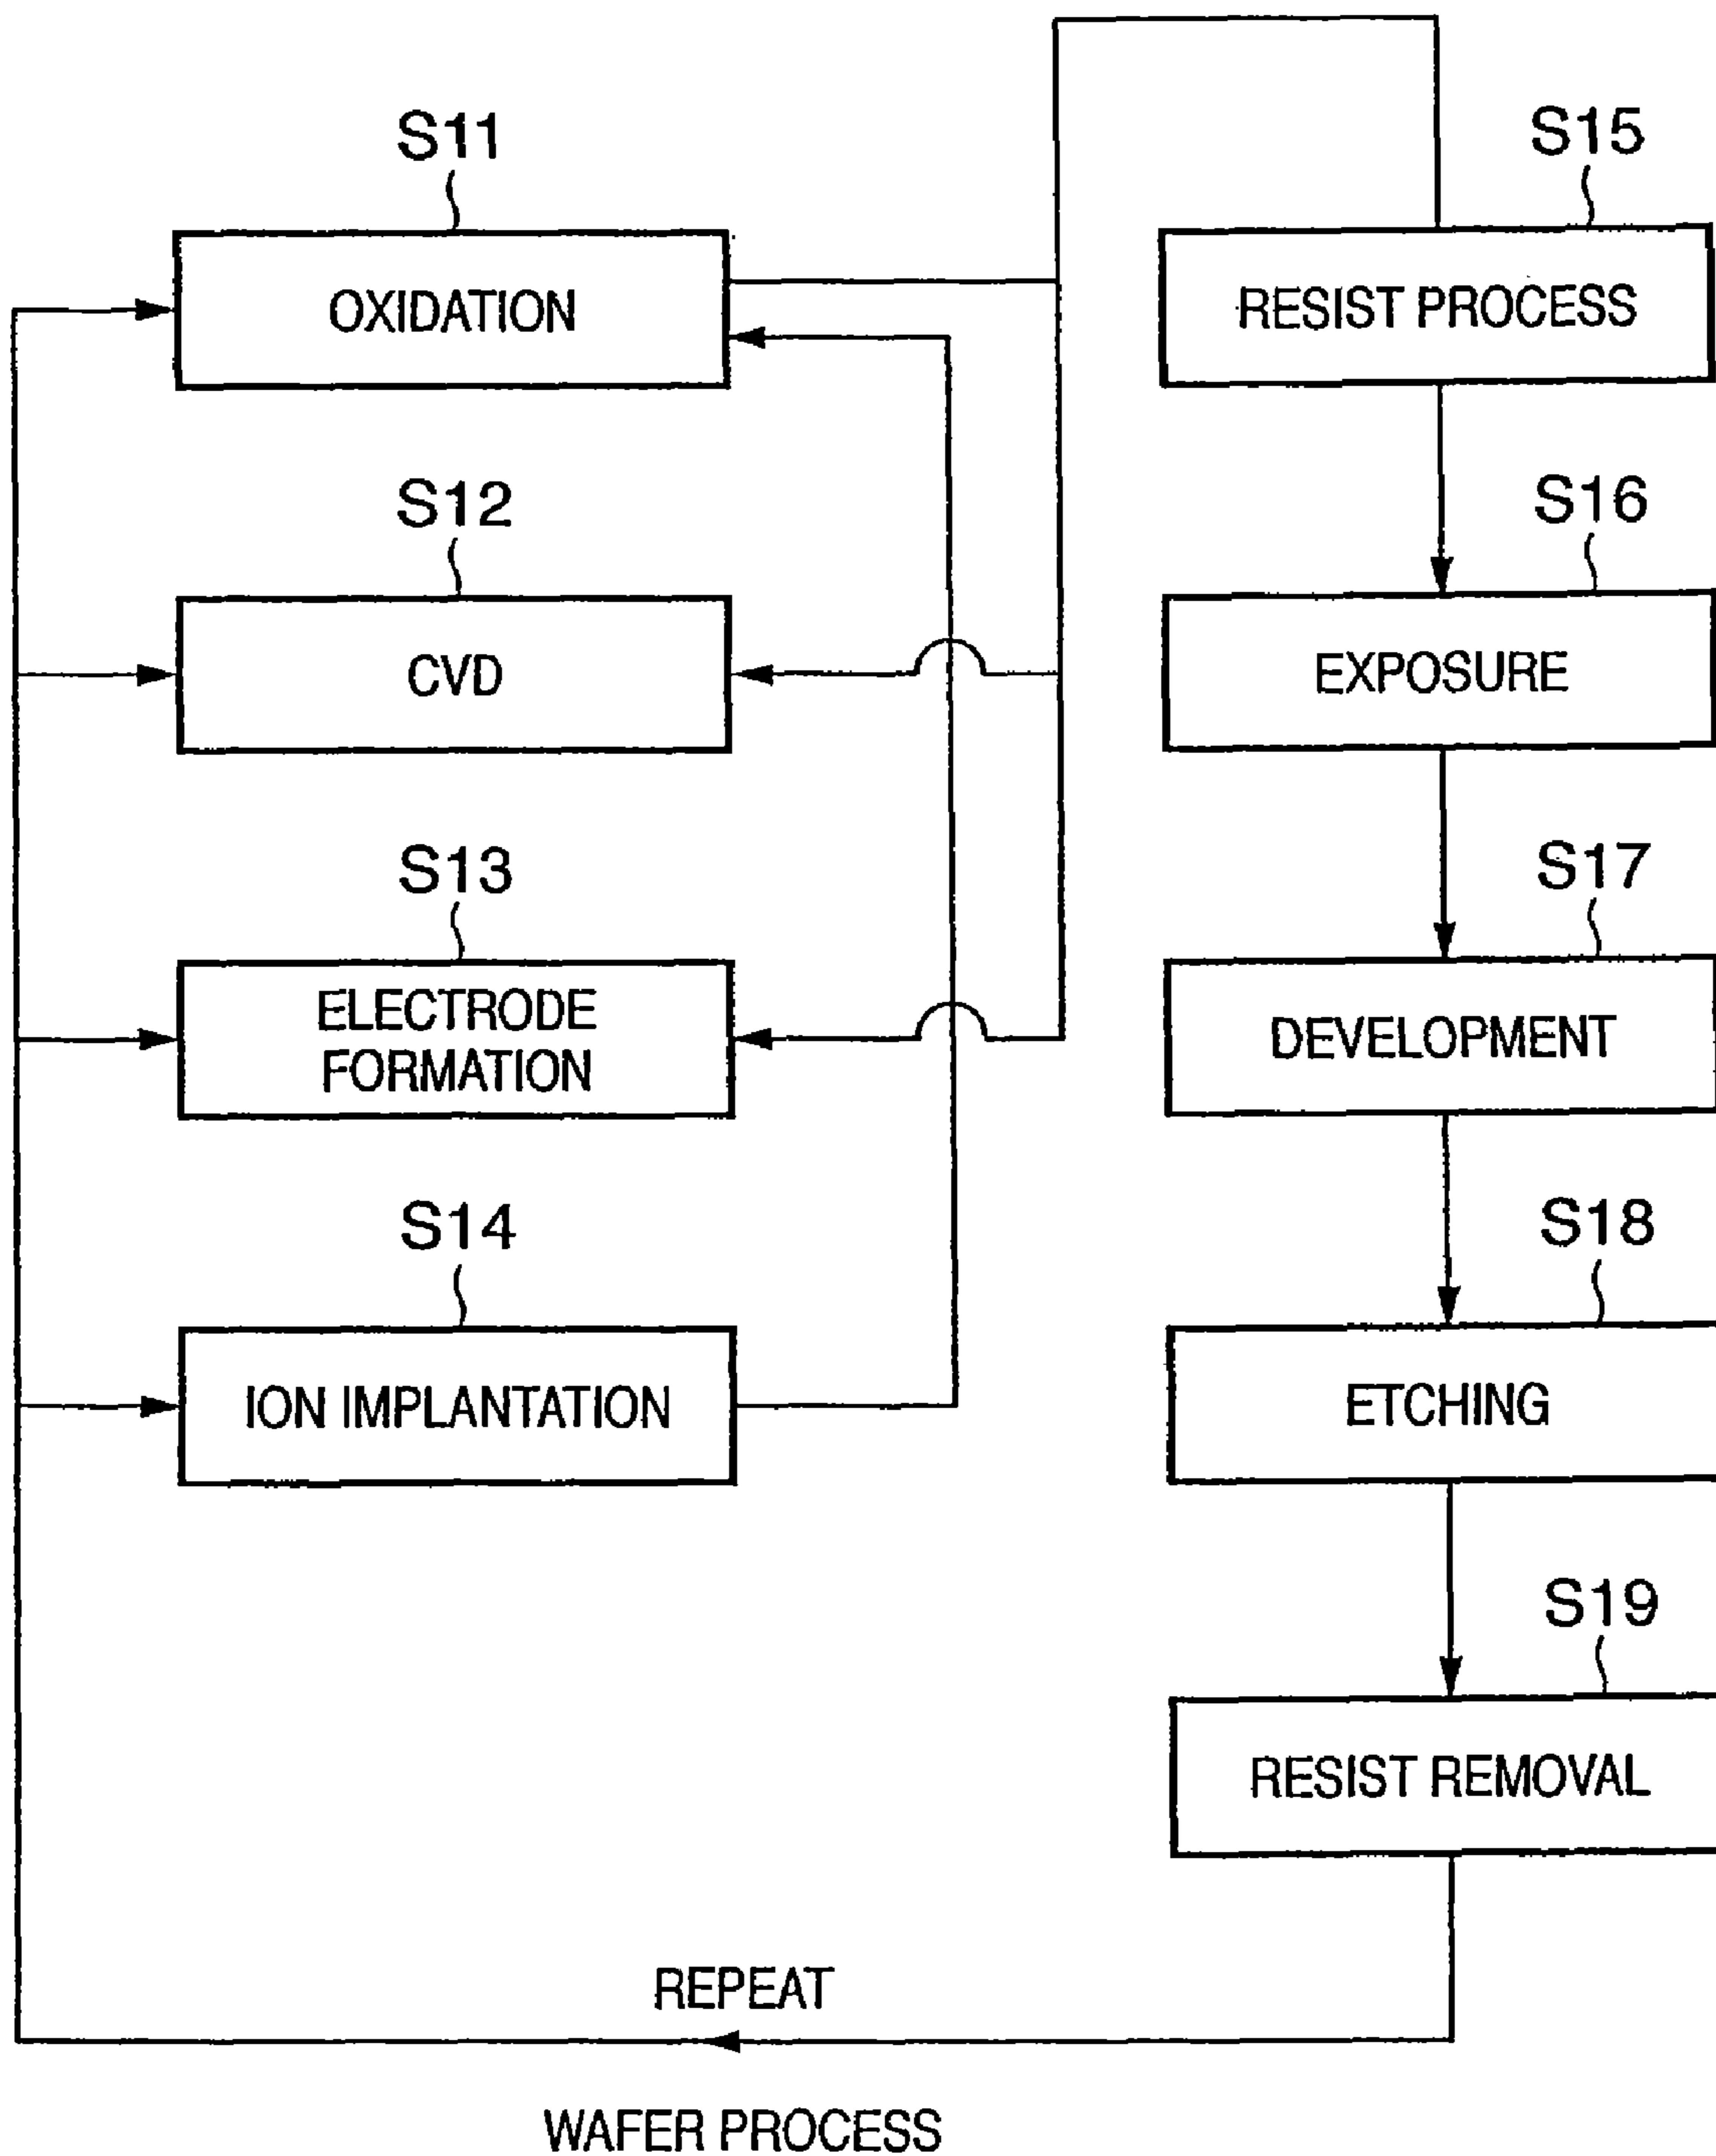 S11
OXIDATION
S12
CVD
S13
ELECTRODE
FORMATION
S14
ION IMPLANTATION
S15
RESIST PROCESS
S16
EXPOSURE
S17
DEVELOPMENT
S18
ETCHING
S19
RESIST REMOVAL
REPEAT
WAFER PROCESS